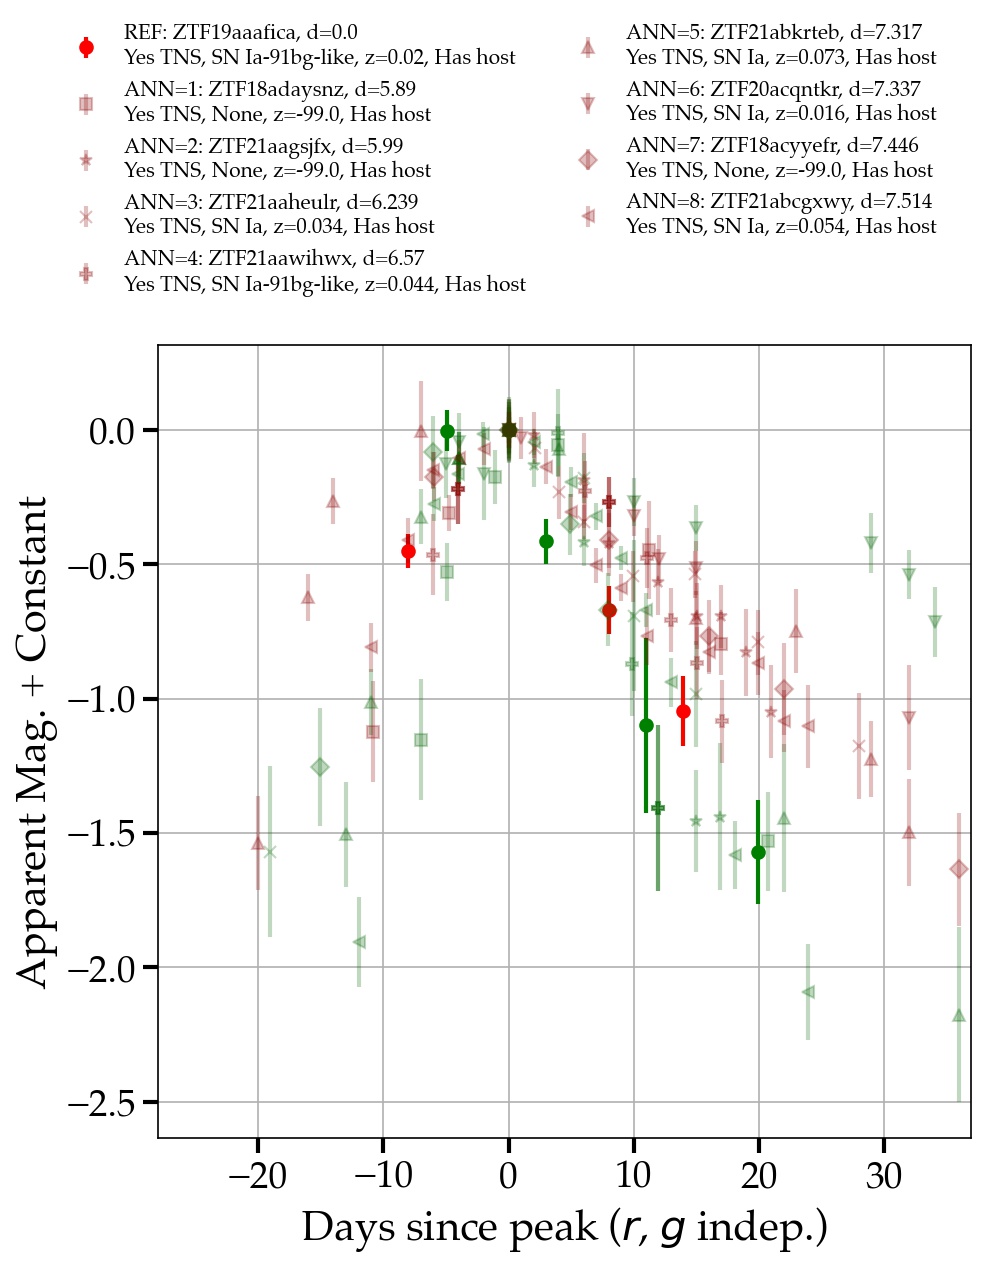 REF: ZTF19aaafica, d=0.0
Yes TNS, SN Ia-91bg-like, z=0.02, Has host
ANN=1: ZTF18adaysnz, d=5.89
Yes TNS, None, z=-99.0, Has host
ANN=2: ZTF21aagsjfx, d=5.99
Yes TNS, None, z=-99.0, Has host
ANN=3: ZTF21aaheulr, d=6.239
Yes TNS, SN Ia, z=0.034, Has host
ANN=4: ZTF21aawihwx, d=6.57
Yes TNS, SN Ia-91bg-like, z=0.044, Has host
ANN=5: ZTF21abkrteb, d=7.317
Yes TNS, SN Ia, z=0.073, Has host
ANN=6: ZTF20acqntkr, d=7.337
Yes TNS, SN Ia, z=0.016, Has host
ANN=7: ZTF18acyyefr, d=7.446
Yes TNS, None, z=-99.0, Has host
ANN=8: ZTF21abcgxwy, d=7.514
Yes TNS, SN Ia, z=0.054, Has host
Apparent Mag. + Constant
0.0
−0.5
−1.0
−1.5
−2.0
−2.5
−20 −10 0 10 20 30
Days since peak (r, g indep.)